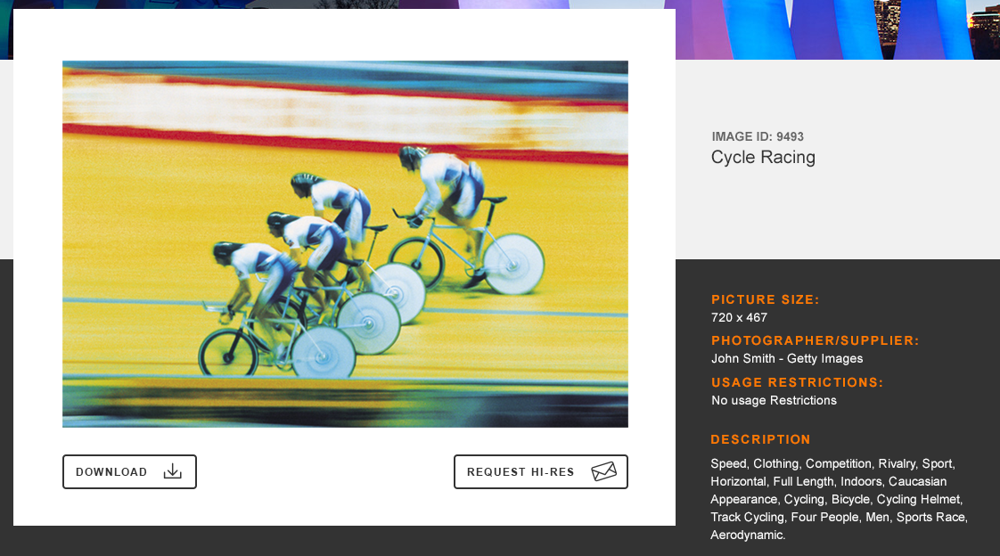 IMAGE ID: 9493
Cycle Racing
PICTURE SIZE:
720 x 467
PHOTOGRAPHER/SUPPLIER:
John Smith - Getty Images
USAGE RESTRICTIONS:
No usage Restrictions
DESCRIPTION
Speed, Clothing, Competition, Rivalry, Sport,
Horizontal, Full Length, Indoors, Caucasian
Appearance, Cycling, Bicycle, Cycling Helmet,
Track Cycling, Four People, Men, Sports Race,
Aerodynamic.
DOWNLOAD
REQUEST HI-RES